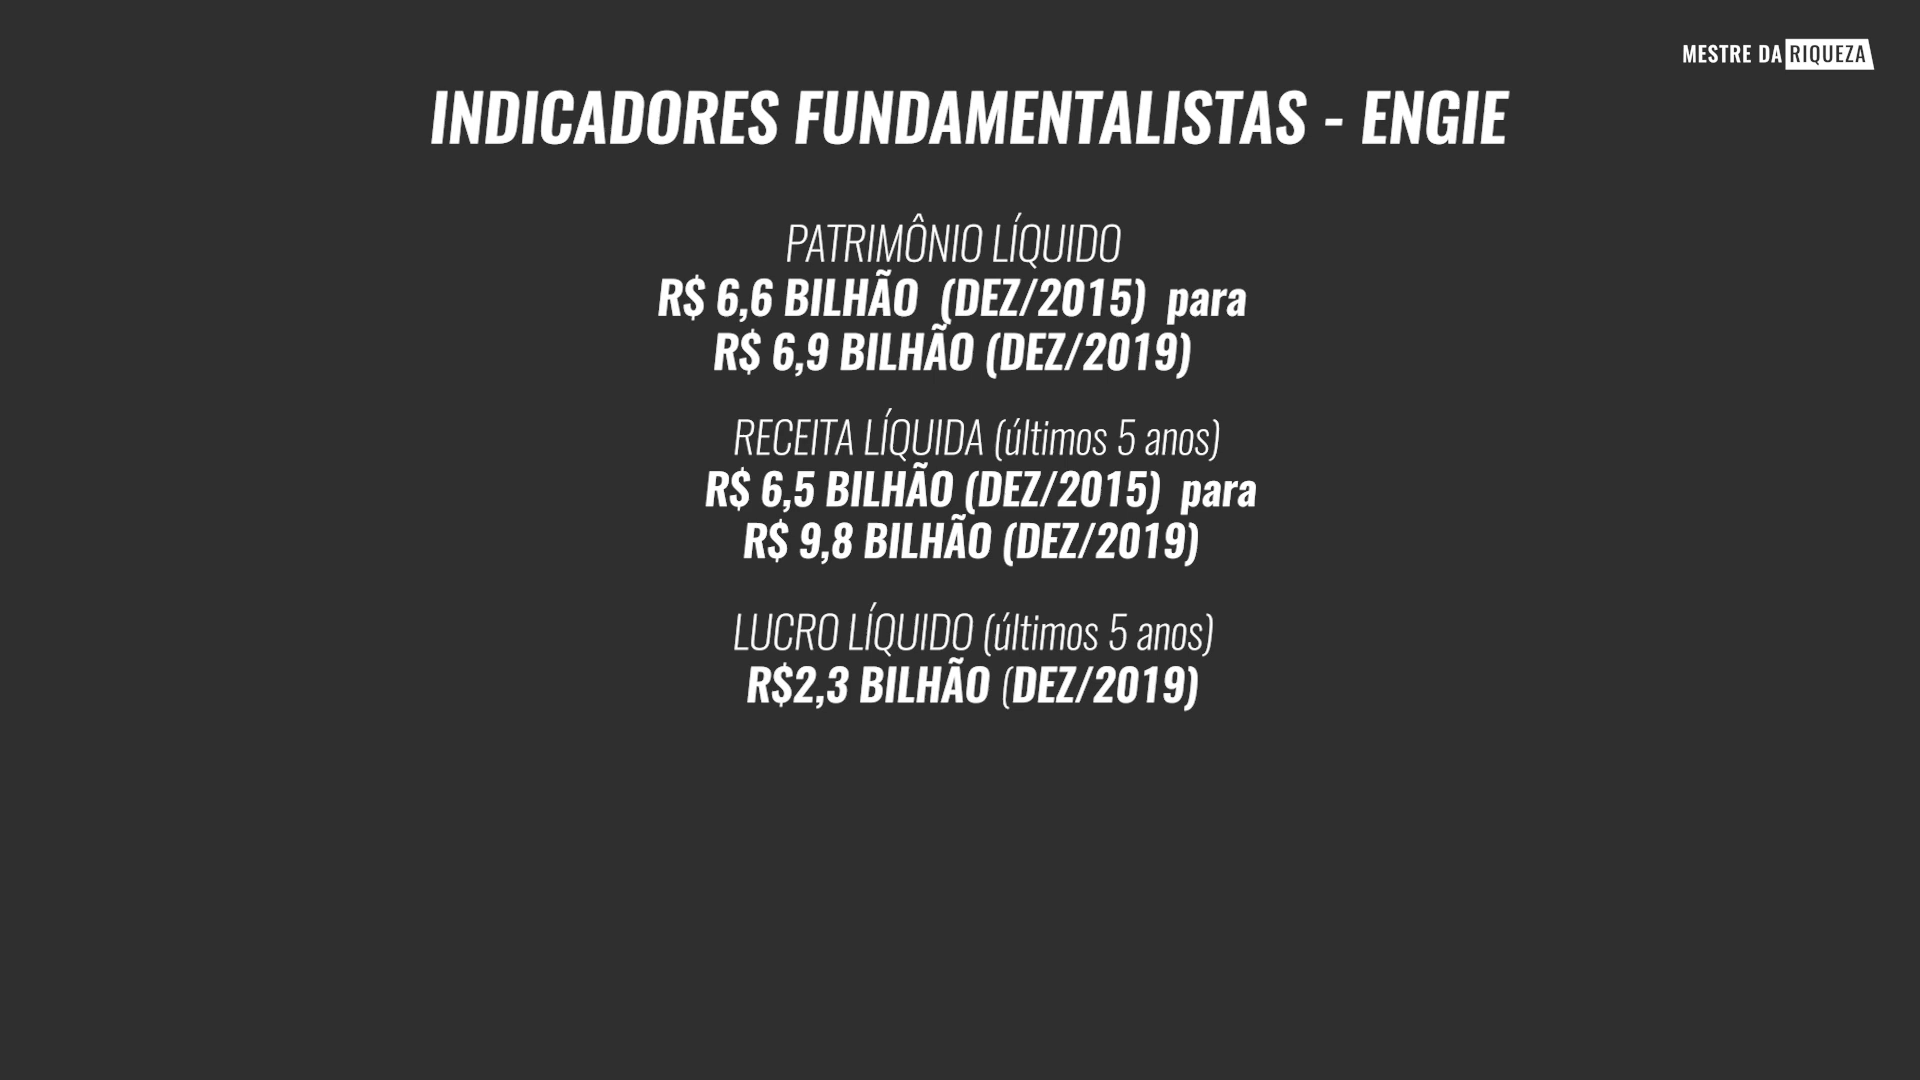 MESTRE DA RIQUEZA
INDICADORES FUNDAMENTALISTAS - ENGIE
PATRIMÔNIO LÍQUIDO
R$ 6,6 BILHÃO (DEZ/2015) para
R$ 6,9 BILHÃO (DEZ/2019)
RECEITA LÍQUIDA (últimos 5 anos)
R$ 6,5 BILHÃO (DEZ/2015) para
R$ 9,8 BILHÃO (DEZ/2019)
LUCRO LÍQUIDO (últimos 5 anos)
R$2,3 BILHÃO (DEZ/2019)